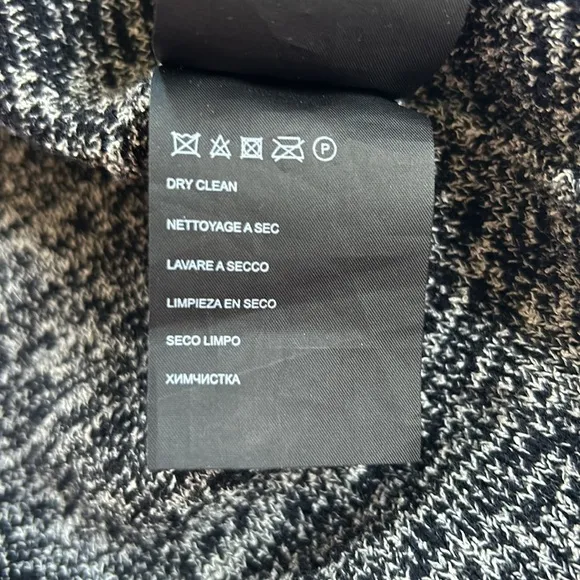 P
DRY CLEAN
NETTOYAGE A SEC
LAVARE A SECCO
LIMPIEZA EN SECO
SECO LIMPO
ХИМЧИСТКА